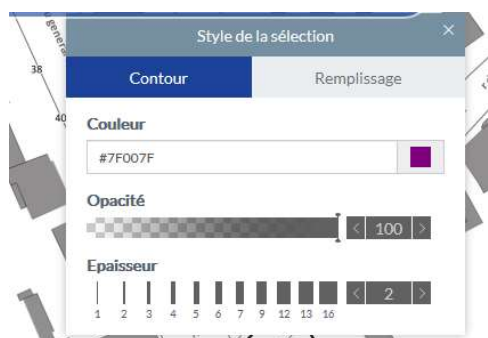 Style de la sélection ×
38
Contour Remplissage
40
Couleur
#7F007F
Opacité
< 100 >
Epaisseur
< 2 >
1 2 3 4 5 6 7 9 12 13 16